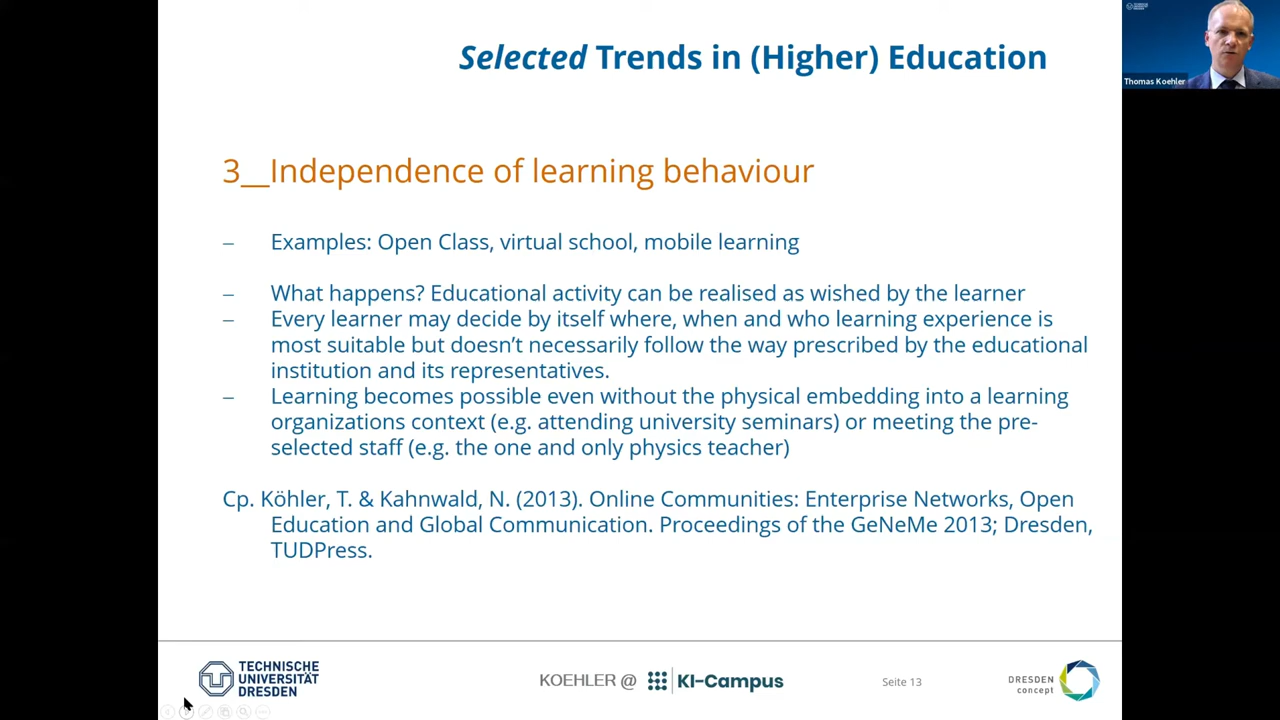 TECHNISCHE
UNIVERSITÄT
DRESDEN
Thomas Koehler
Selected Trends in (Higher) Education
3__Independence of learning behaviour
– Examples: Open Class, virtual school, mobile learning
– What happens? Educational activity can be realised as wished by the learner
– Every learner may decide by itself where, when and who learning experience is
most suitable but doesn't necessarily follow the way prescribed by the educational
institution and its representatives.
– Learning becomes possible even without the physical embedding into a learning
organizations context (e.g. attending university seminars) or meeting the pre-
selected staff (e.g. the one and only physics teacher)
Cp. Köhler, T. & Kahnwald, N. (2013). Online Communities: Enterprise Networks, Open
Education and Global Communication. Proceedings of the GeNeMe 2013; Dresden,
TUDPress.
TECHNISCHE
UNIVERSITÄT
DRESDEN
KOEHLER @ KI-Campus
Seite 13
DRESDEN
concept